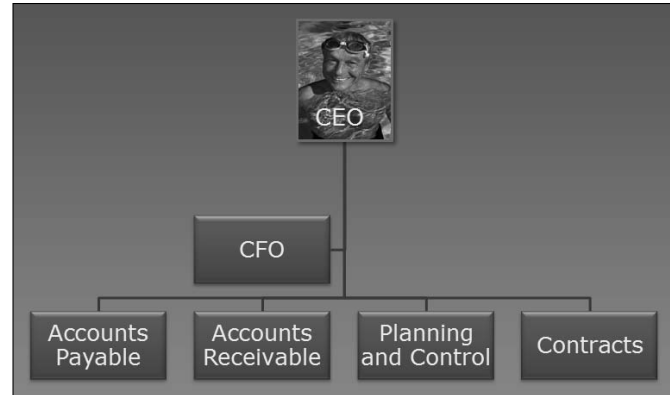 CEO
CFO
Accounts
Payable
Accounts
Receivable
Planning
and Control
Contracts